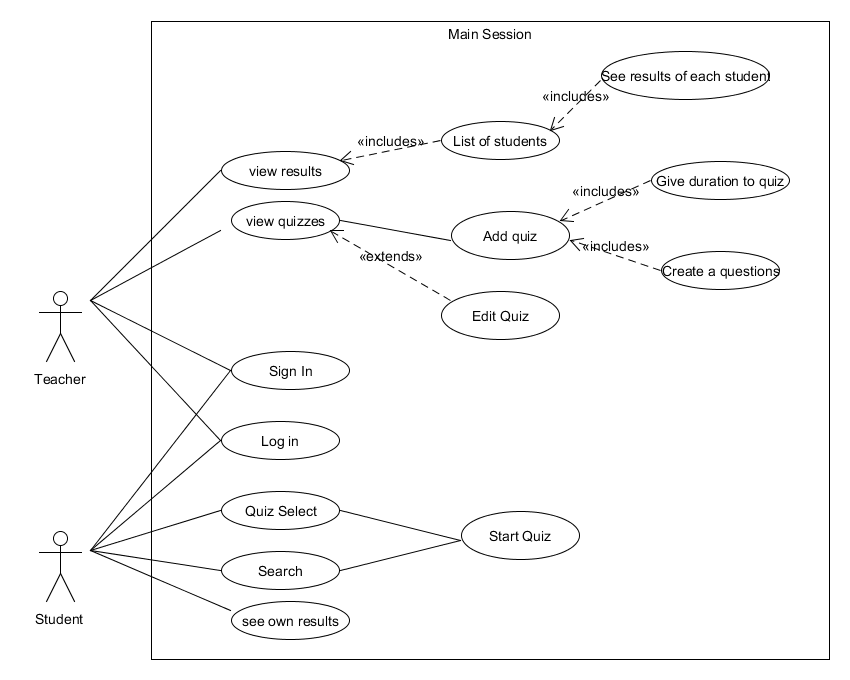 Main Session
See results of each student
«includes»
«includes»
List of students
view results
«includes»
Give duration to quiz
view quizzes
Add quiz
«includes»
«extends»
Create a questions
Edit Quiz
Teacher
Sign In
Log in
Quiz Select
Start Quiz
Search
Student
see own results